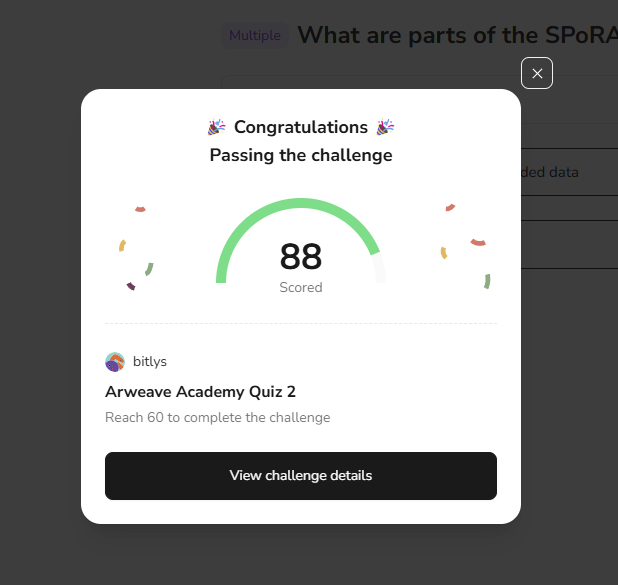 Multiple What are parts of the SPoRA
Congratulations
Passing the challenge
ded data
88
Scored
bitlys
Arweave Academy Quiz 2
Reach 60 to complete the challenge
View challenge details